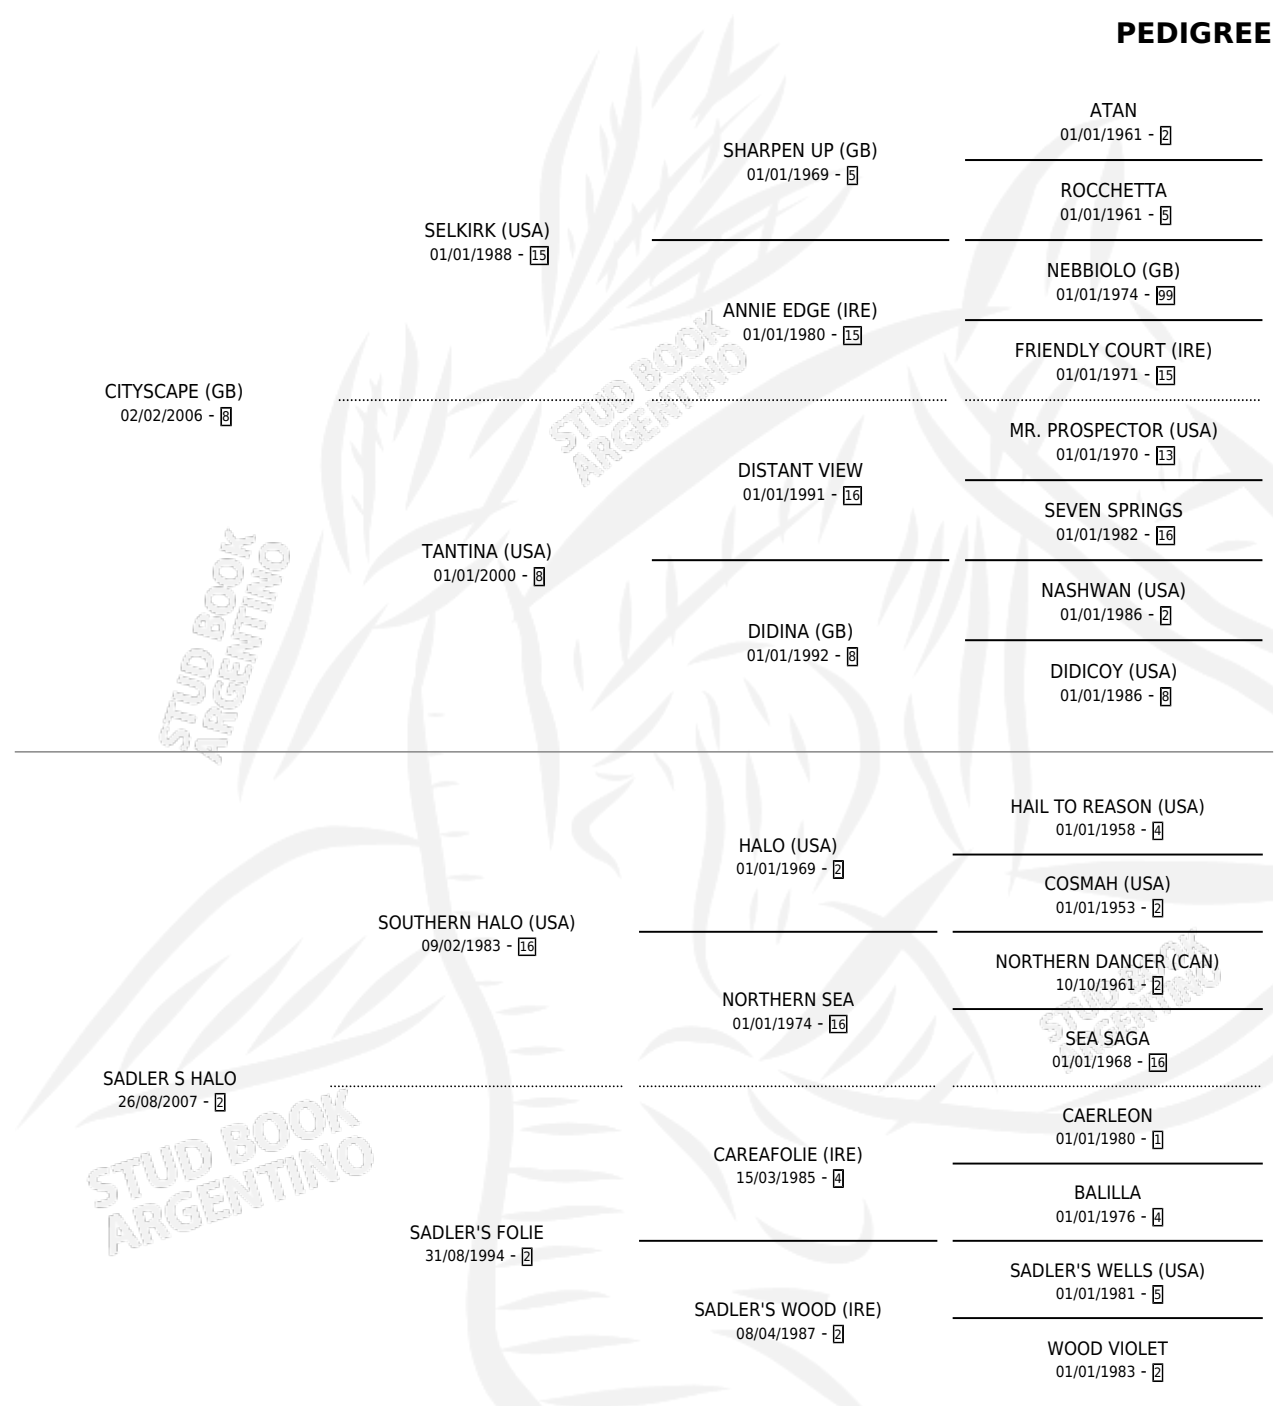 PEDIGREE
ATAN
01/01/1961 - 2
SHARPEN UP (GB)
01/01/1969 - 5
ROCCHETTA
01/01/1961 - 5
SELKIRK (USA)
01/01/1988 - 15
NEBBIOLO (GB)
01/01/1974 - 99
ANNIE EDGE (IRE)
01/01/1980 - 15
FRIENDLY COURT (IRE)
01/01/1971 - 15
CITYSCAPE (GB)
02/02/2006 - 8
MR. PROSPECTOR (USA)
01/01/1970 - 13
DISTANT VIEW
01/01/1991 - 16
SEVEN SPRINGS
01/01/1982 - 16
TANTINA (USA)
01/01/2000 - 8
NASHWAN (USA)
01/01/1986 - 2
DIDINA (GB)
01/01/1992 - 8
DIDICOY (USA)
01/01/1986 - 8
STUD BOOK
ARGENTINO
STUD BOOK
ARGENTINO
HAIL TO REASON (USA)
01/01/1958 - 4
HALO (USA)
01/01/1969 - 2
COSMAH (USA)
01/01/1953 - 2
SOUTHERN HALO (USA)
09/02/1983 - 16
NORTHERN DANCER (CAN)
10/10/1961 - 2
NORTHERN SEA
01/01/1974 - 16
SEA SAGA
01/01/1968 - 16
SADLER S HALO
26/08/2007 - 2
CAERLEON
01/01/1980 - 1
CAREAFOLIE (IRE)
15/03/1985 - 4
BALILLA
01/01/1976 - 4
SADLER'S FOLIE
31/08/1994 - 2
SADLER'S WELLS (USA)
01/01/1981 - 5
SADLER'S WOOD (IRE)
08/04/1987 - 2
WOOD VIOLET
01/01/1983 - 2
STUD BOOK
ARGENTINO
STUD BOOK
ARGENTINO